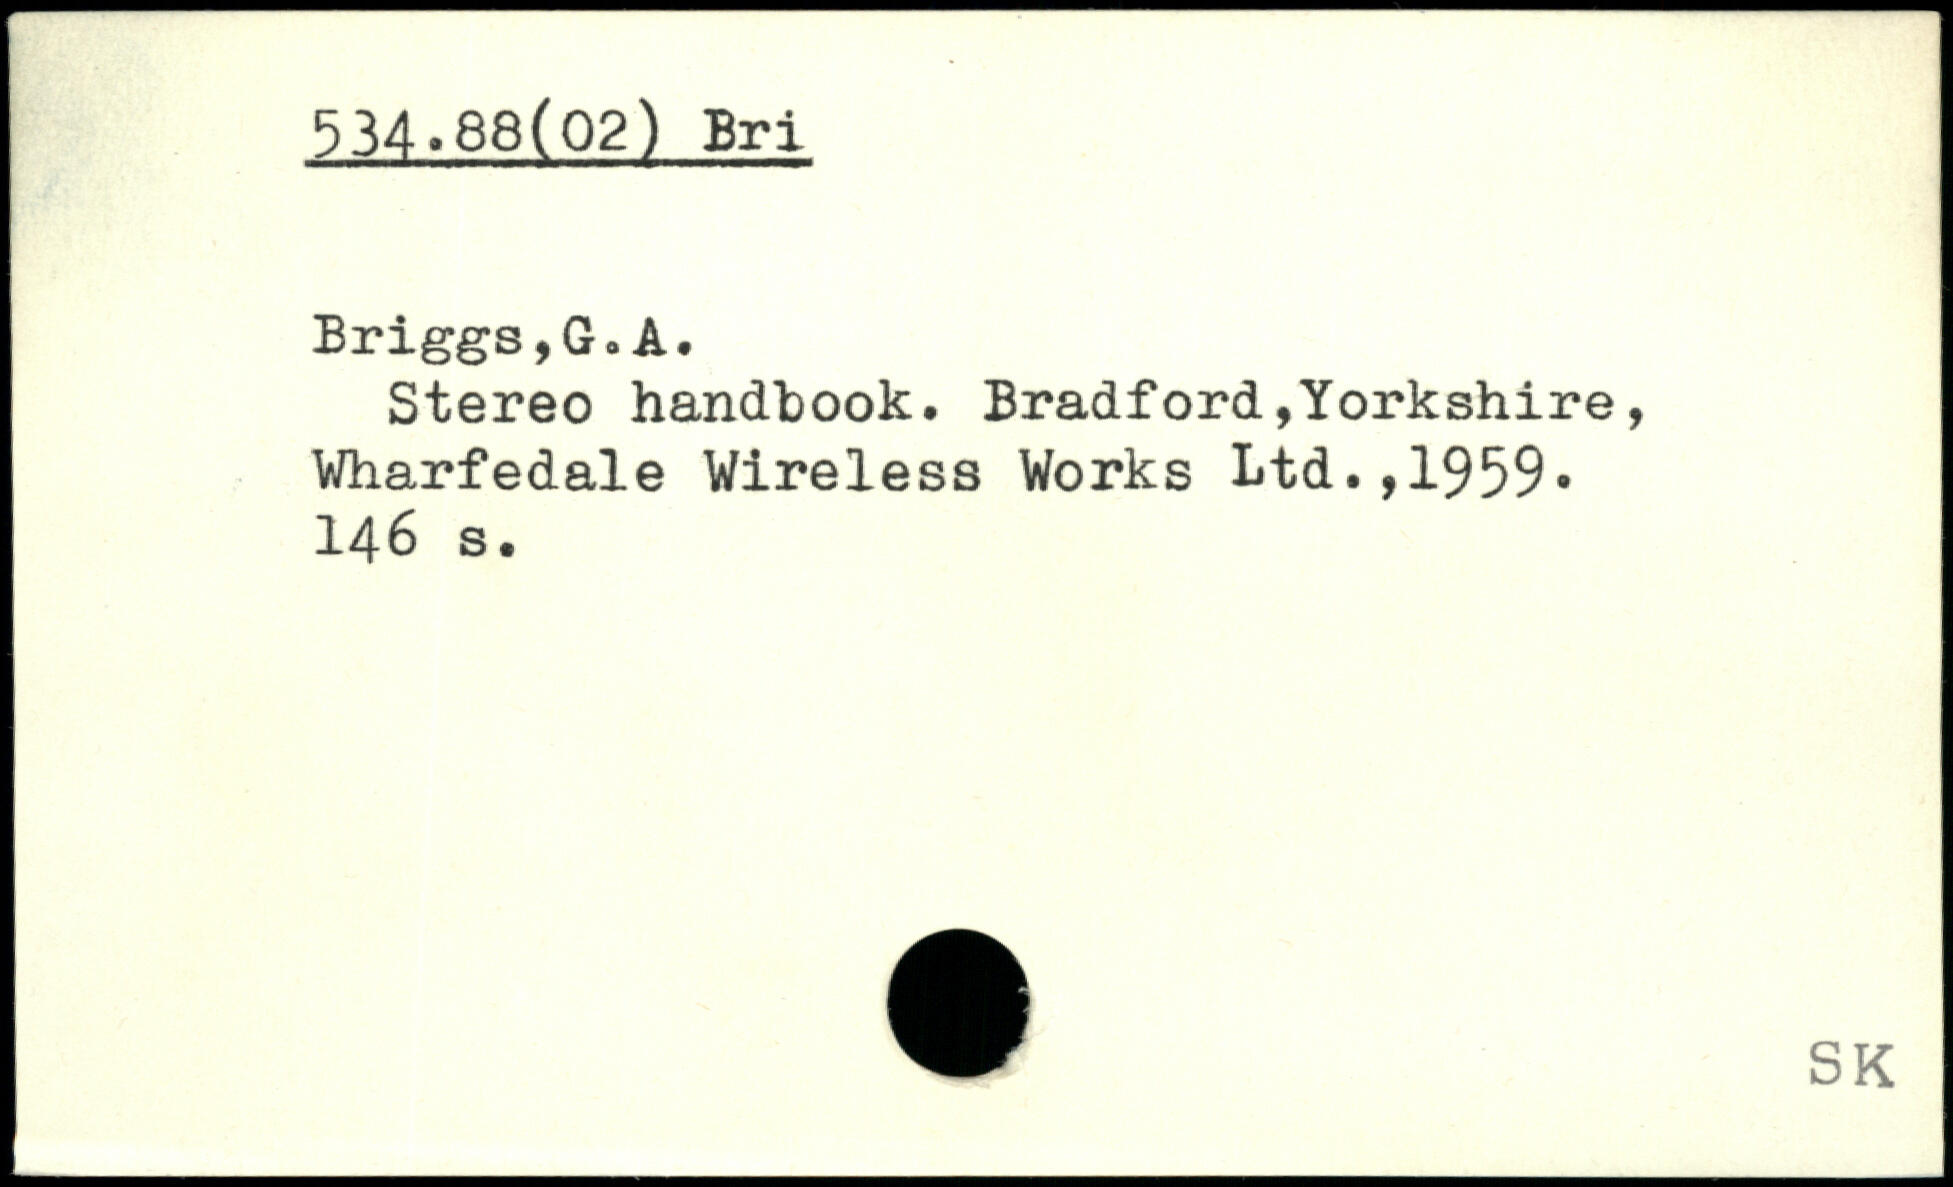 534.88(02) Bri
Briggs,G.A.
Stereo handbook. Bradford,Yorkshire,
Wharfedale Wireless Works Ltd.,1959.
146 s.
SK